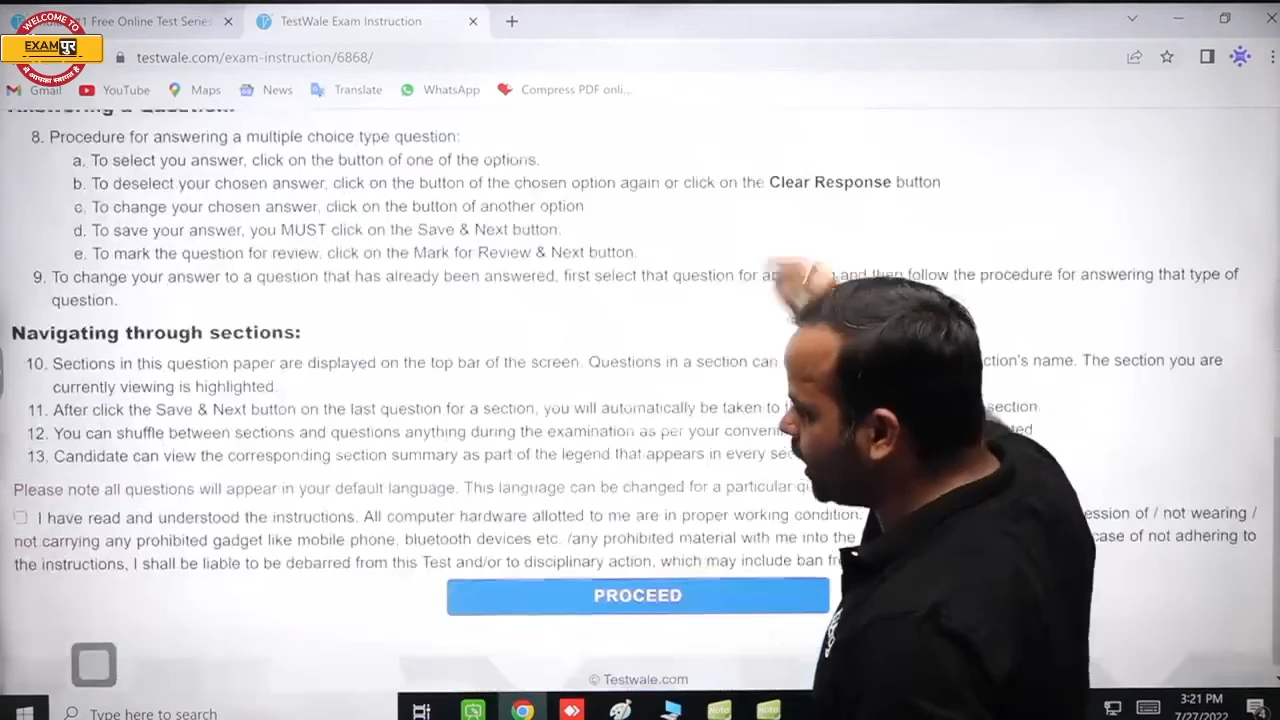 WELCOME TO
EXAMपुर
में आपका स्वागत है
1 Free Online Test Serie
TestWale Exam Instruction
testwale.com/exam-instruction/6868/
Gmail
YouTube
Maps
News
Translate
WhatsApp
Compress PDF onli...
Answering a Question:
8. Procedure for answering a multiple choice type question:
a. To select you answer, click on the button of one of the options.
b. To deselect your chosen answer, click on the button of the chosen option again or click on the Clear Response button
c. To change your chosen answer, click on the button of another option
d. To save your answer, you MUST click on the Save & Next button.
e. To mark the question for review, click on the Mark for Review & Next button.
9. To change your answer to a question that has already been answered, first select that question for and then follow the procedure for answering that type of
question.
Navigating through sections:
10. Sections in this question paper are displayed on the top bar of the screen. Questions in a section can ction's name. The section you are
currently viewing is highlighted.
11. After click the Save & Next button on the last question for a section, you will automatically be taken to section
12. You can shuffle between sections and questions anything during the examination as per your conveni ted
13. Candidate can view the corresponding section summary as part of the legend that appears in every sec
Please note all questions will appear in your default language. This language can be changed for a particular qu
I have read and understood the instructions. All computer hardware allotted to me are in proper working condition. ession of / not wearing /
not carrying any prohibited gadget like mobile phone, bluetooth devices etc. /any prohibited material with me into the case of not adhering to
the instructions, I shall be liable to be debarred from this Test and/or to disciplinary action, which may include ban fr
PROCEED
© Testwale.com
Type here to search
3:21 PM
7/27/2022
4